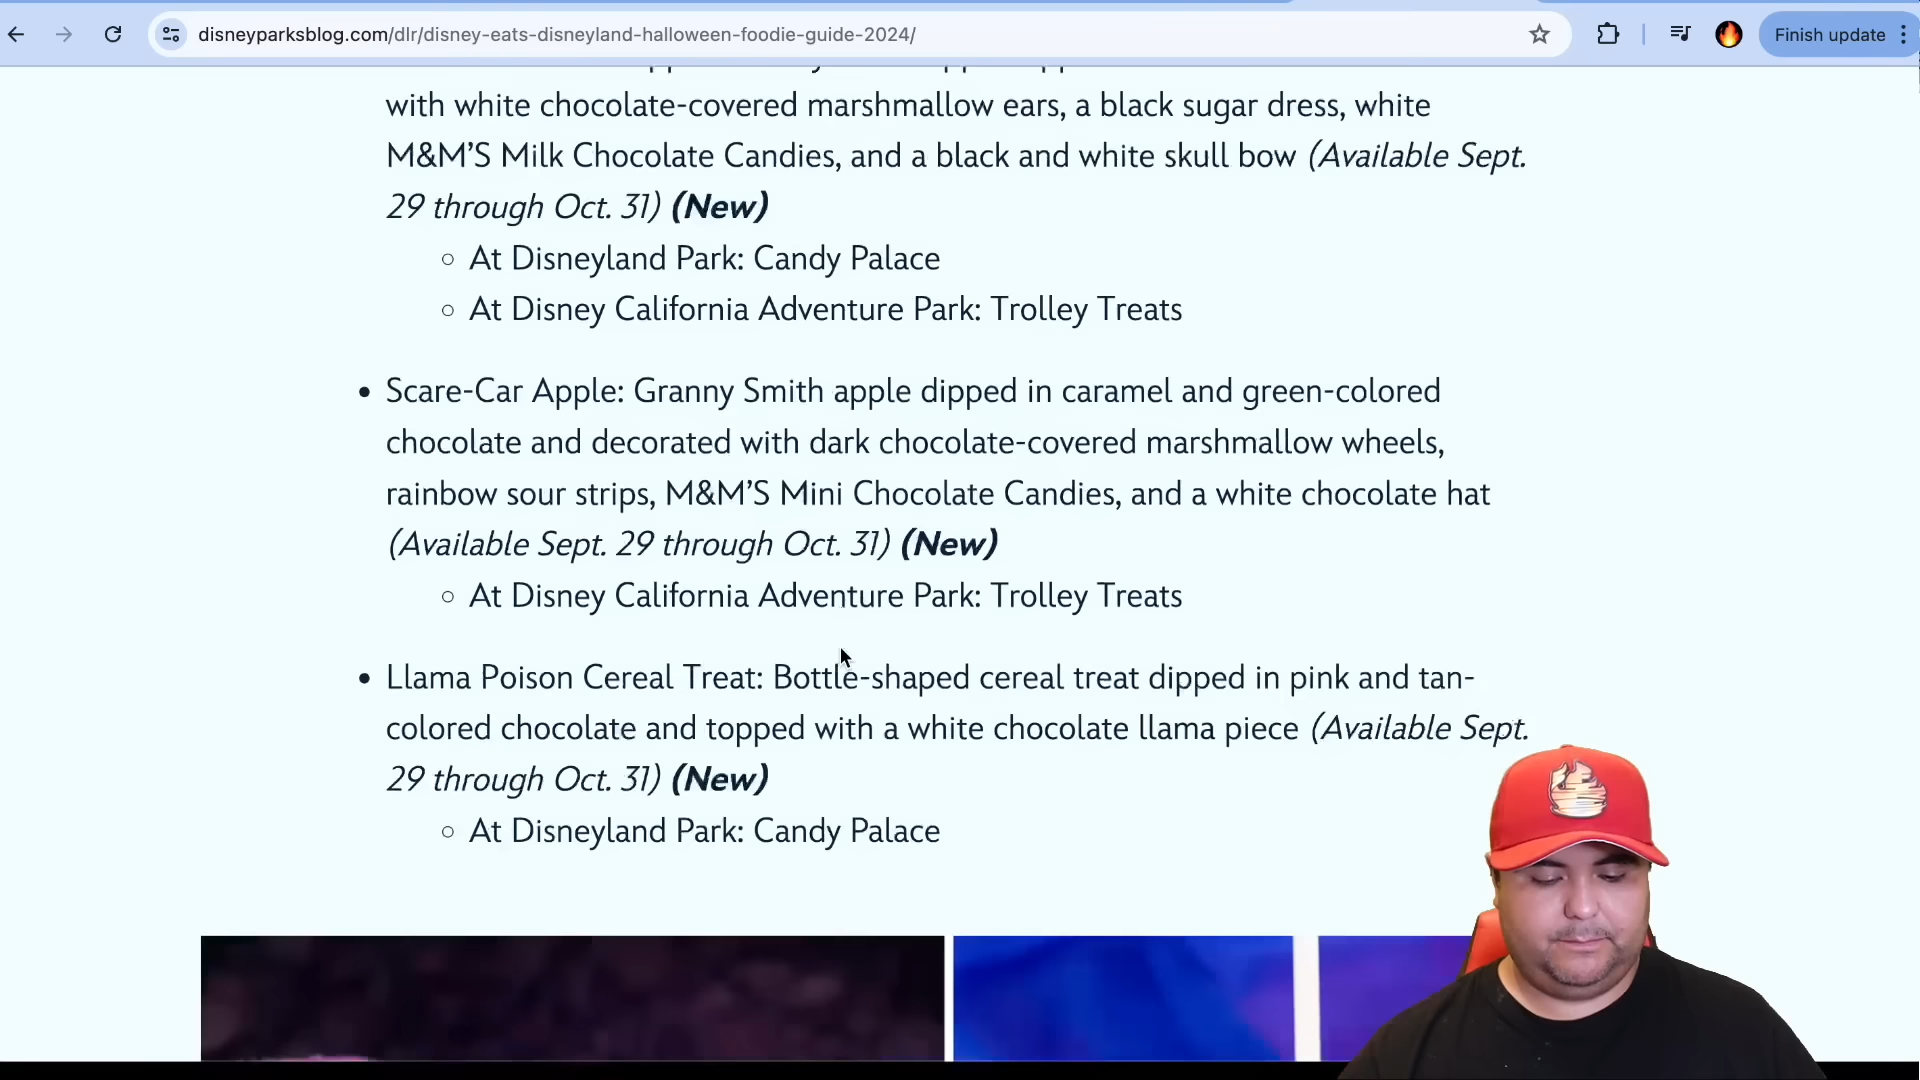 disneyparksblog.com/dlr/disney-eats-disneyland-halloween-foodie-guide-2024/
Finish update
with white chocolate-covered marshmallow ears, a black sugar dress, white
M&M’S Milk Chocolate Candies, and a black and white skull bow (Available Sept.
29 through Oct. 31) (New)
At Disneyland Park: Candy Palace
At Disney California Adventure Park: Trolley Treats
Scare-Car Apple: Granny Smith apple dipped in caramel and green-colored
chocolate and decorated with dark chocolate-covered marshmallow wheels,
rainbow sour strips, M&M’S Mini Chocolate Candies, and a white chocolate hat
(Available Sept. 29 through Oct. 31) (New)
At Disney California Adventure Park: Trolley Treats
Llama Poison Cereal Treat: Bottle-shaped cereal treat dipped in pink and tan-
colored chocolate and topped with a white chocolate llama piece (Available Sept.
29 through Oct. 31) (New)
At Disneyland Park: Candy Palace